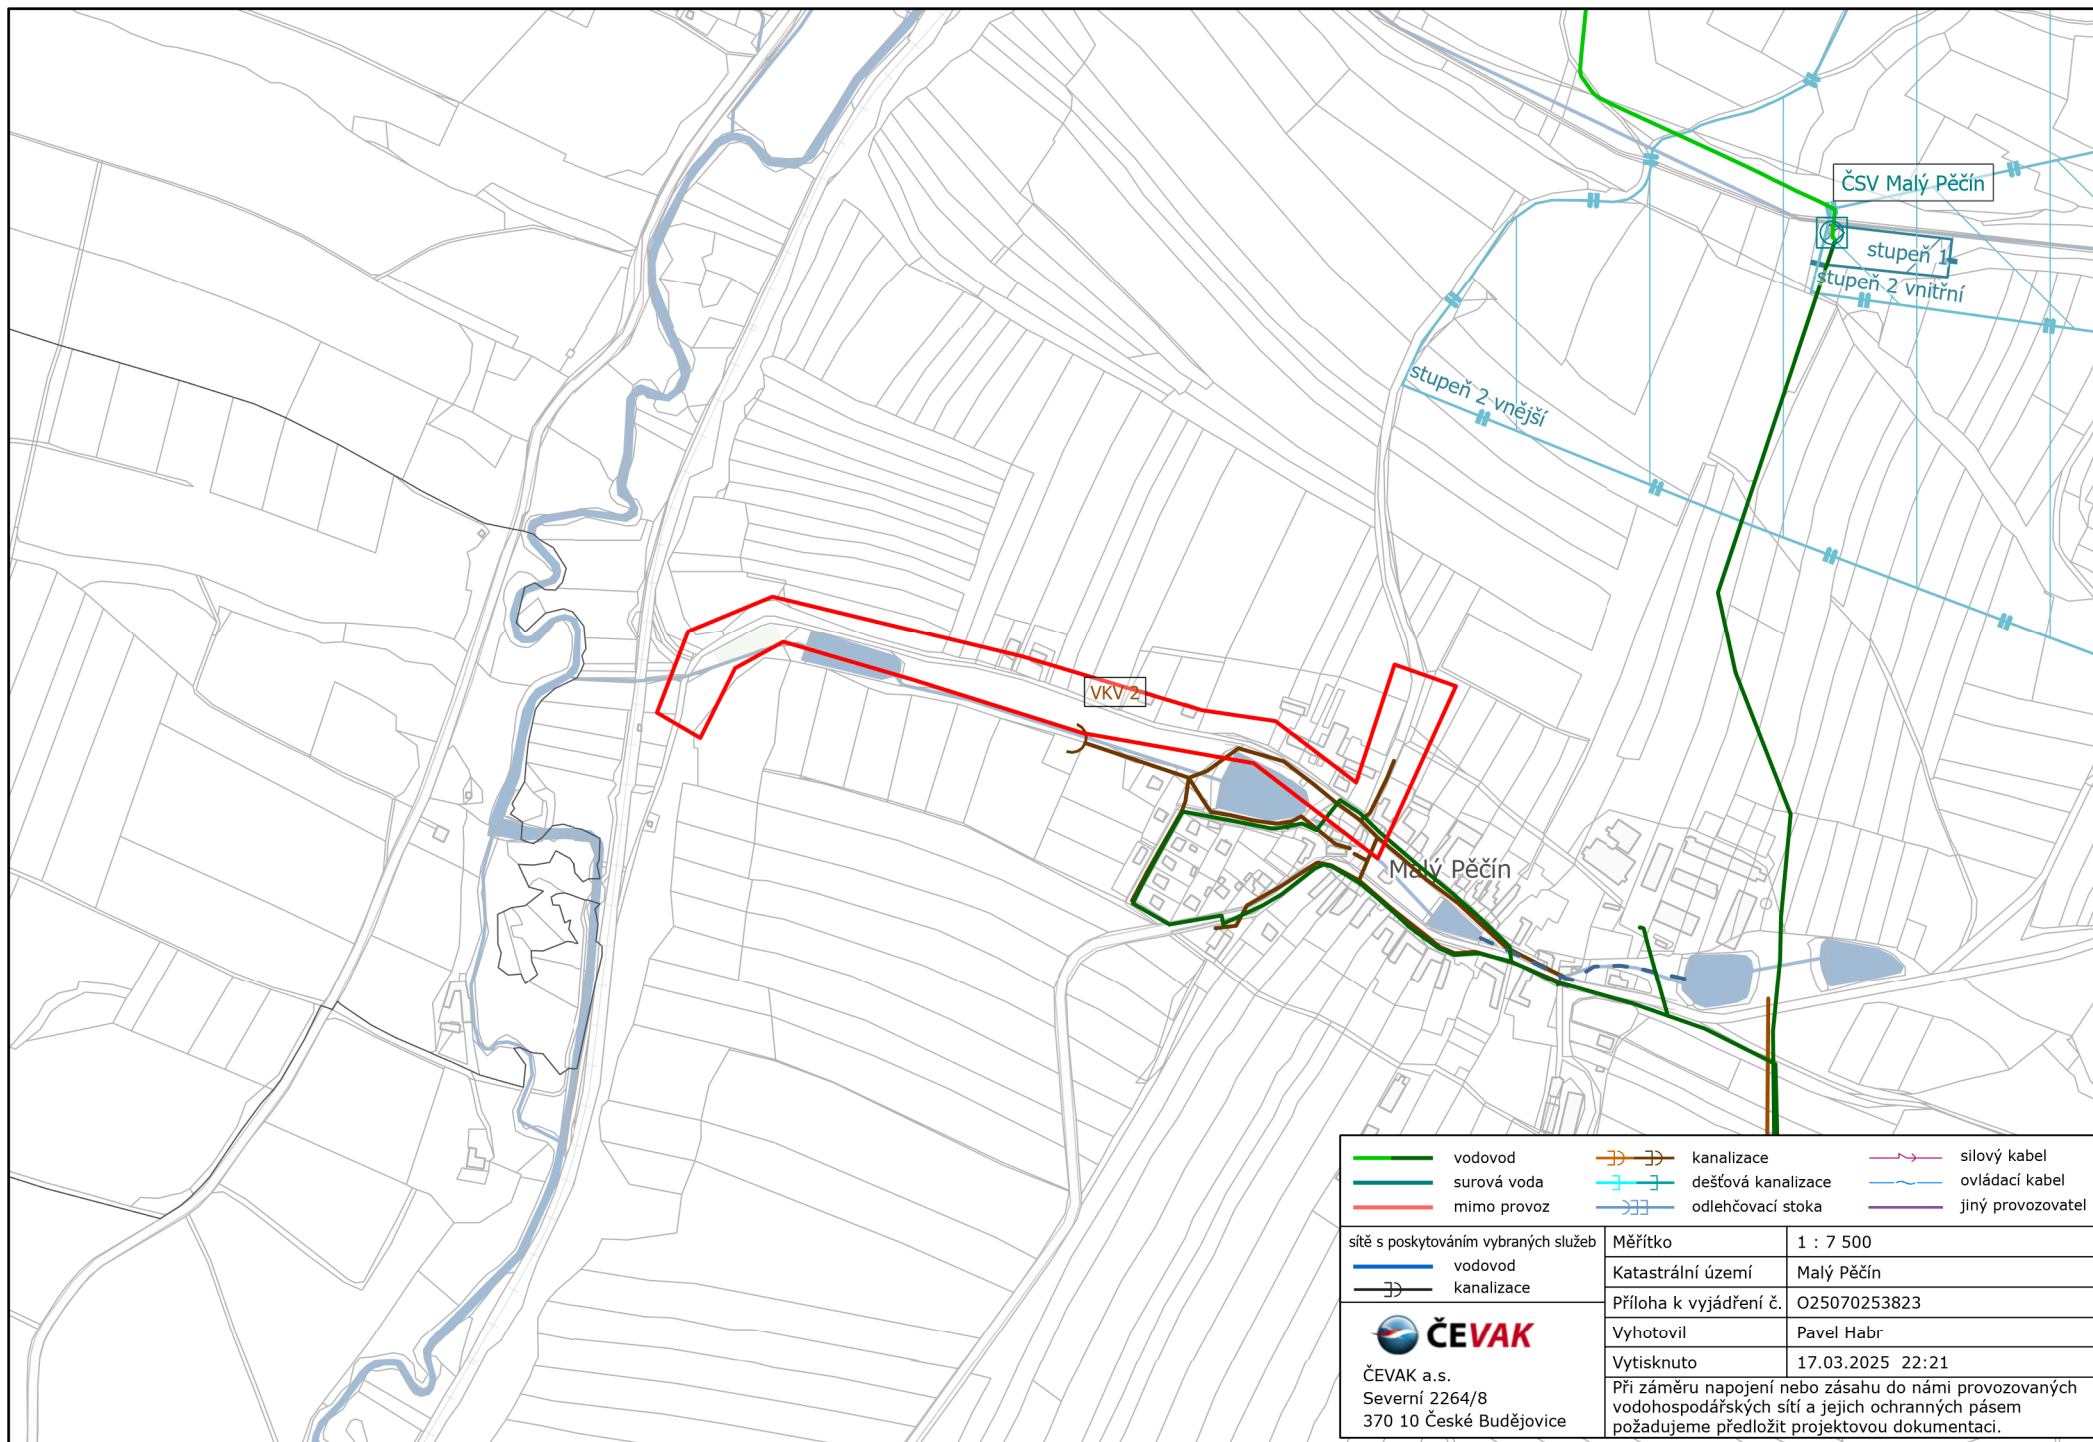 ČSV Malý Pěčín
stupeň 1
stupeň 2 vnitřní
stupeň 2 vnější
VKV 2
Malý Pěčín
vodovod
surová voda
mimo provoz
kanalizace
dešťová kanalizace
odlehčovací stoka
silový kabel
ovládací kabel
jiný provozovatel
sítě s poskytováním vybraných služeb
vodovod
kanalizace
Měřítko 1 : 7 500
Katastrální území Malý Pěčín
Příloha k vyjádření č. O25070253823
Vyhotovil Pavel Habr
Vytisknuto 17.03.2025 22:21
ČEVAK
ČEVAK a.s.
Severní 2264/8
370 10 České Budějovice
Při záměru napojení nebo zásahu do námi provozovaných
vodohospodářských sítí a jejich ochranných pásem
požadujeme předložit projektovou dokumentaci.